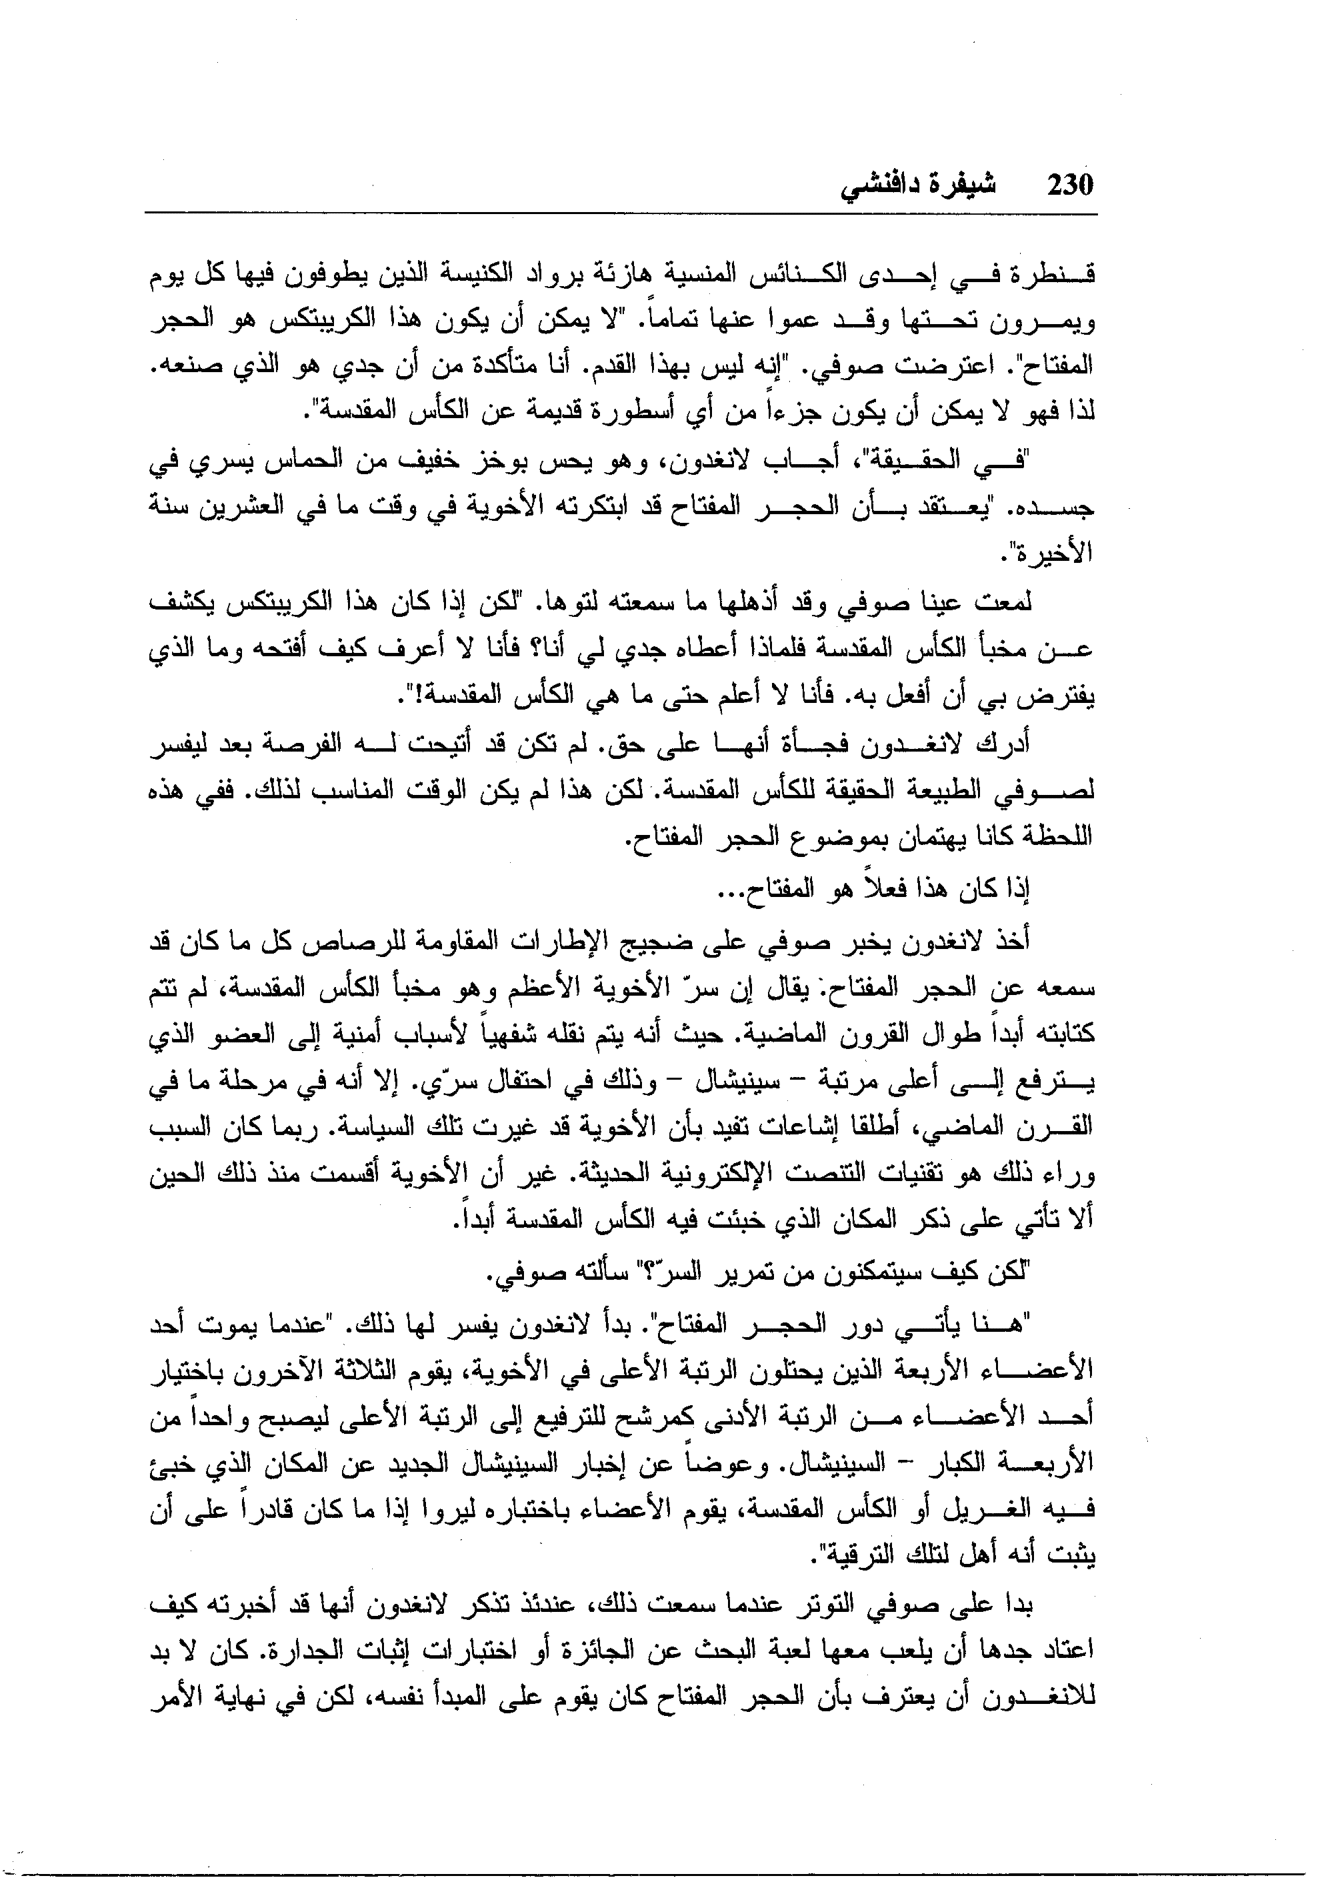 230 شيفرة دافنشي
قنطرة في إحدى الكنائس المنسية هازئة برواد الكنيسة الذين يطوفون فيها كل يوم
ويمرون تحتها وقد عموا عنها تماماً. "لا يمكن أن يكون هذا الكريبتكس هو الحجر
المفتاح". اعترضت صوفي. "إنه ليس بهذا القدم. أنا متأكدة من أن جدي هو الذي صنعه.
لذا فهو لا يمكن أن يكون جزءاً من أي أسطورة قديمة عن الكأس المقدسة".
"في الحقيقة"، أجاب لانغدون، وهو يحس بوخز خفيف من الحماس يسري في
جسده. "يعتقد بأن الحجر المفتاح قد ابتكرته الأخوية في وقت ما في العشرين سنة
الأخيرة".
لمعت عينا صوفي وقد أذهلها ما سمعته لتوها. "لكن إذا كان هذا الكريبتكس يكشف
عن مخبأ الكأس المقدسة فلماذا أعطاه جدي لي أنا؟ فأنا لا أعرف كيف أفتحه وما الذي
يفترض بي أن أفعل به. فأنا لا أعلم حتى ما هي الكأس المقدسة!".
أدرك لانغدون فجأة أنها على حق. لم تكن قد أتيحت له الفرصة بعد ليفسر
لصوفي الطبيعة الحقيقة للكأس المقدسة. لكن هذا لم يكن الوقت المناسب لذلك. ففي هذه
اللحظة كانا يهتمان بموضوع الحجر المفتاح.
إذا كان هذا فعلاً هو المفتاح...
أخذ لانغدون يخبر صوفي على ضجيج الإطارات المقاومة للرصاص كل ما كان قد
سمعه عن الحجر المفتاح: يقال إن سرّ الأخوية الأعظم وهو مخبأ الكأس المقدسة، لم تتم
كتابته أبداً طوال القرون الماضية. حيث أنه يتم نقله شفهياً لأسباب أمنية إلى العضو الذي
يترفع إلى أعلى مرتبة - سينيشال - وذلك في احتفال سرّي. إلا أنه في مرحلة ما في
القرن الماضي، أطلقا إشاعات تفيد بأن الأخوية قد غيرت تلك السياسة. ربما كان السبب
وراء ذلك هو تقنيات التنصت الإلكترونية الحديثة. غير أن الأخوية أقسمت منذ ذلك الحين
ألا تأتي على ذكر المكان الذي خبئت فيه الكأس المقدسة أبداً.
"لكن كيف سيتمكنون من تمرير السرّ؟" سألته صوفي.
"هنا يأتي دور الحجر المفتاح". بدأ لانغدون يفسر لها ذلك. "عندما يموت أحد
الأعضاء الأربعة الذين يحتلون الرتبة الأعلى في الأخوية، يقوم الثلاثة الآخرون باختيار
أحد الأعضاء من الرتبة الأدنى كمرشح للترفيع إلى الرتبة الأعلى ليصبح واحداً من
الأربعة الكبار - السينيشال. وعوضاً عن إخبار السينيشال الجديد عن المكان الذي خبئ
فيه الغريل أو الكأس المقدسة، يقوم الأعضاء باختباره ليروا إذا ما كان قادراً على أن
يثبت أنه أهل لتلك الترقية".
بدا على صوفي التوتر عندما سمعت ذلك، عندئذ تذكر لانغدون أنها قد أخبرته كيف
اعتاد جدها أن يلعب معها لعبة البحث عن الجائزة أو اختبارات إثبات الجدارة. كان لا بد
للانغدون أن يعترف بأن الحجر المفتاح كان يقوم على المبدأ نفسه، لكن في نهاية الأمر